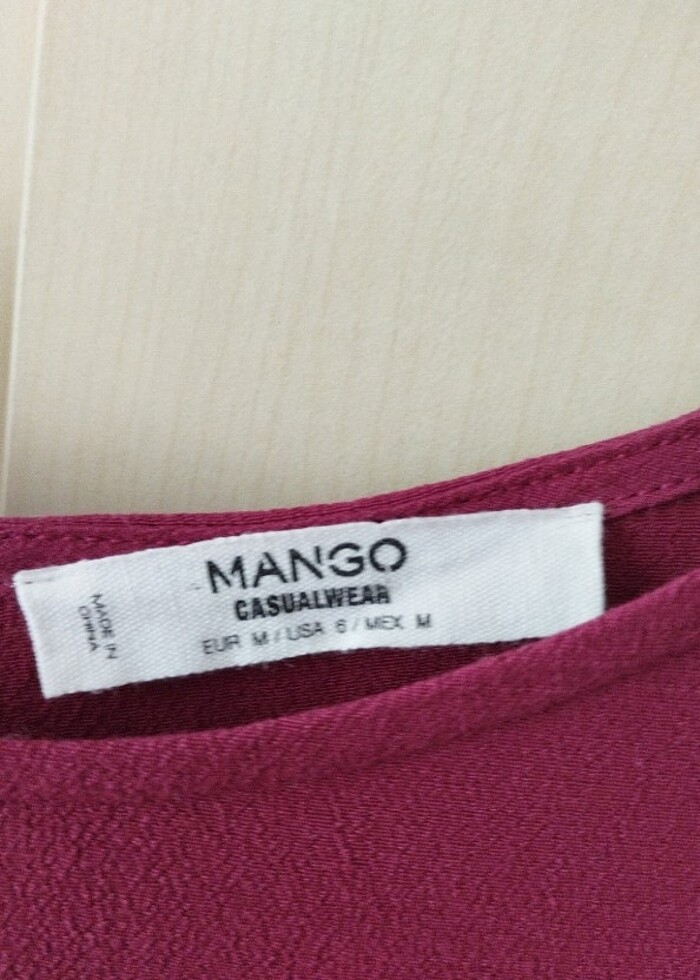 MANGO
CASUALWEAR
EUR M / USA 6 / MEX M
MADE IN
CHINA